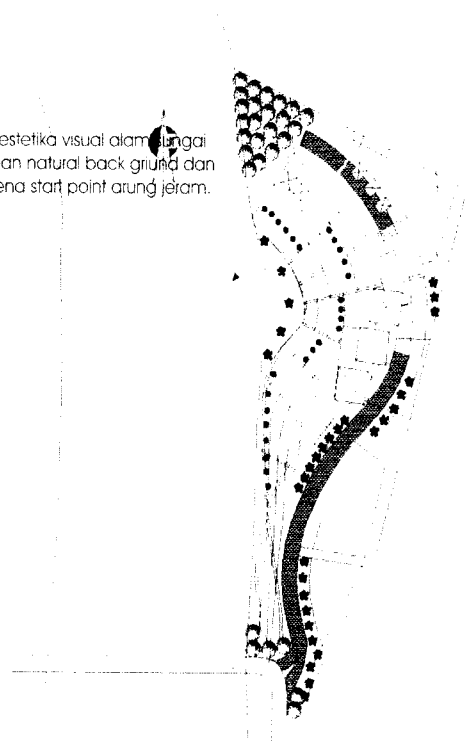 estetika visual alam sungai
an natural back griund dan
ena start point arung jeram.